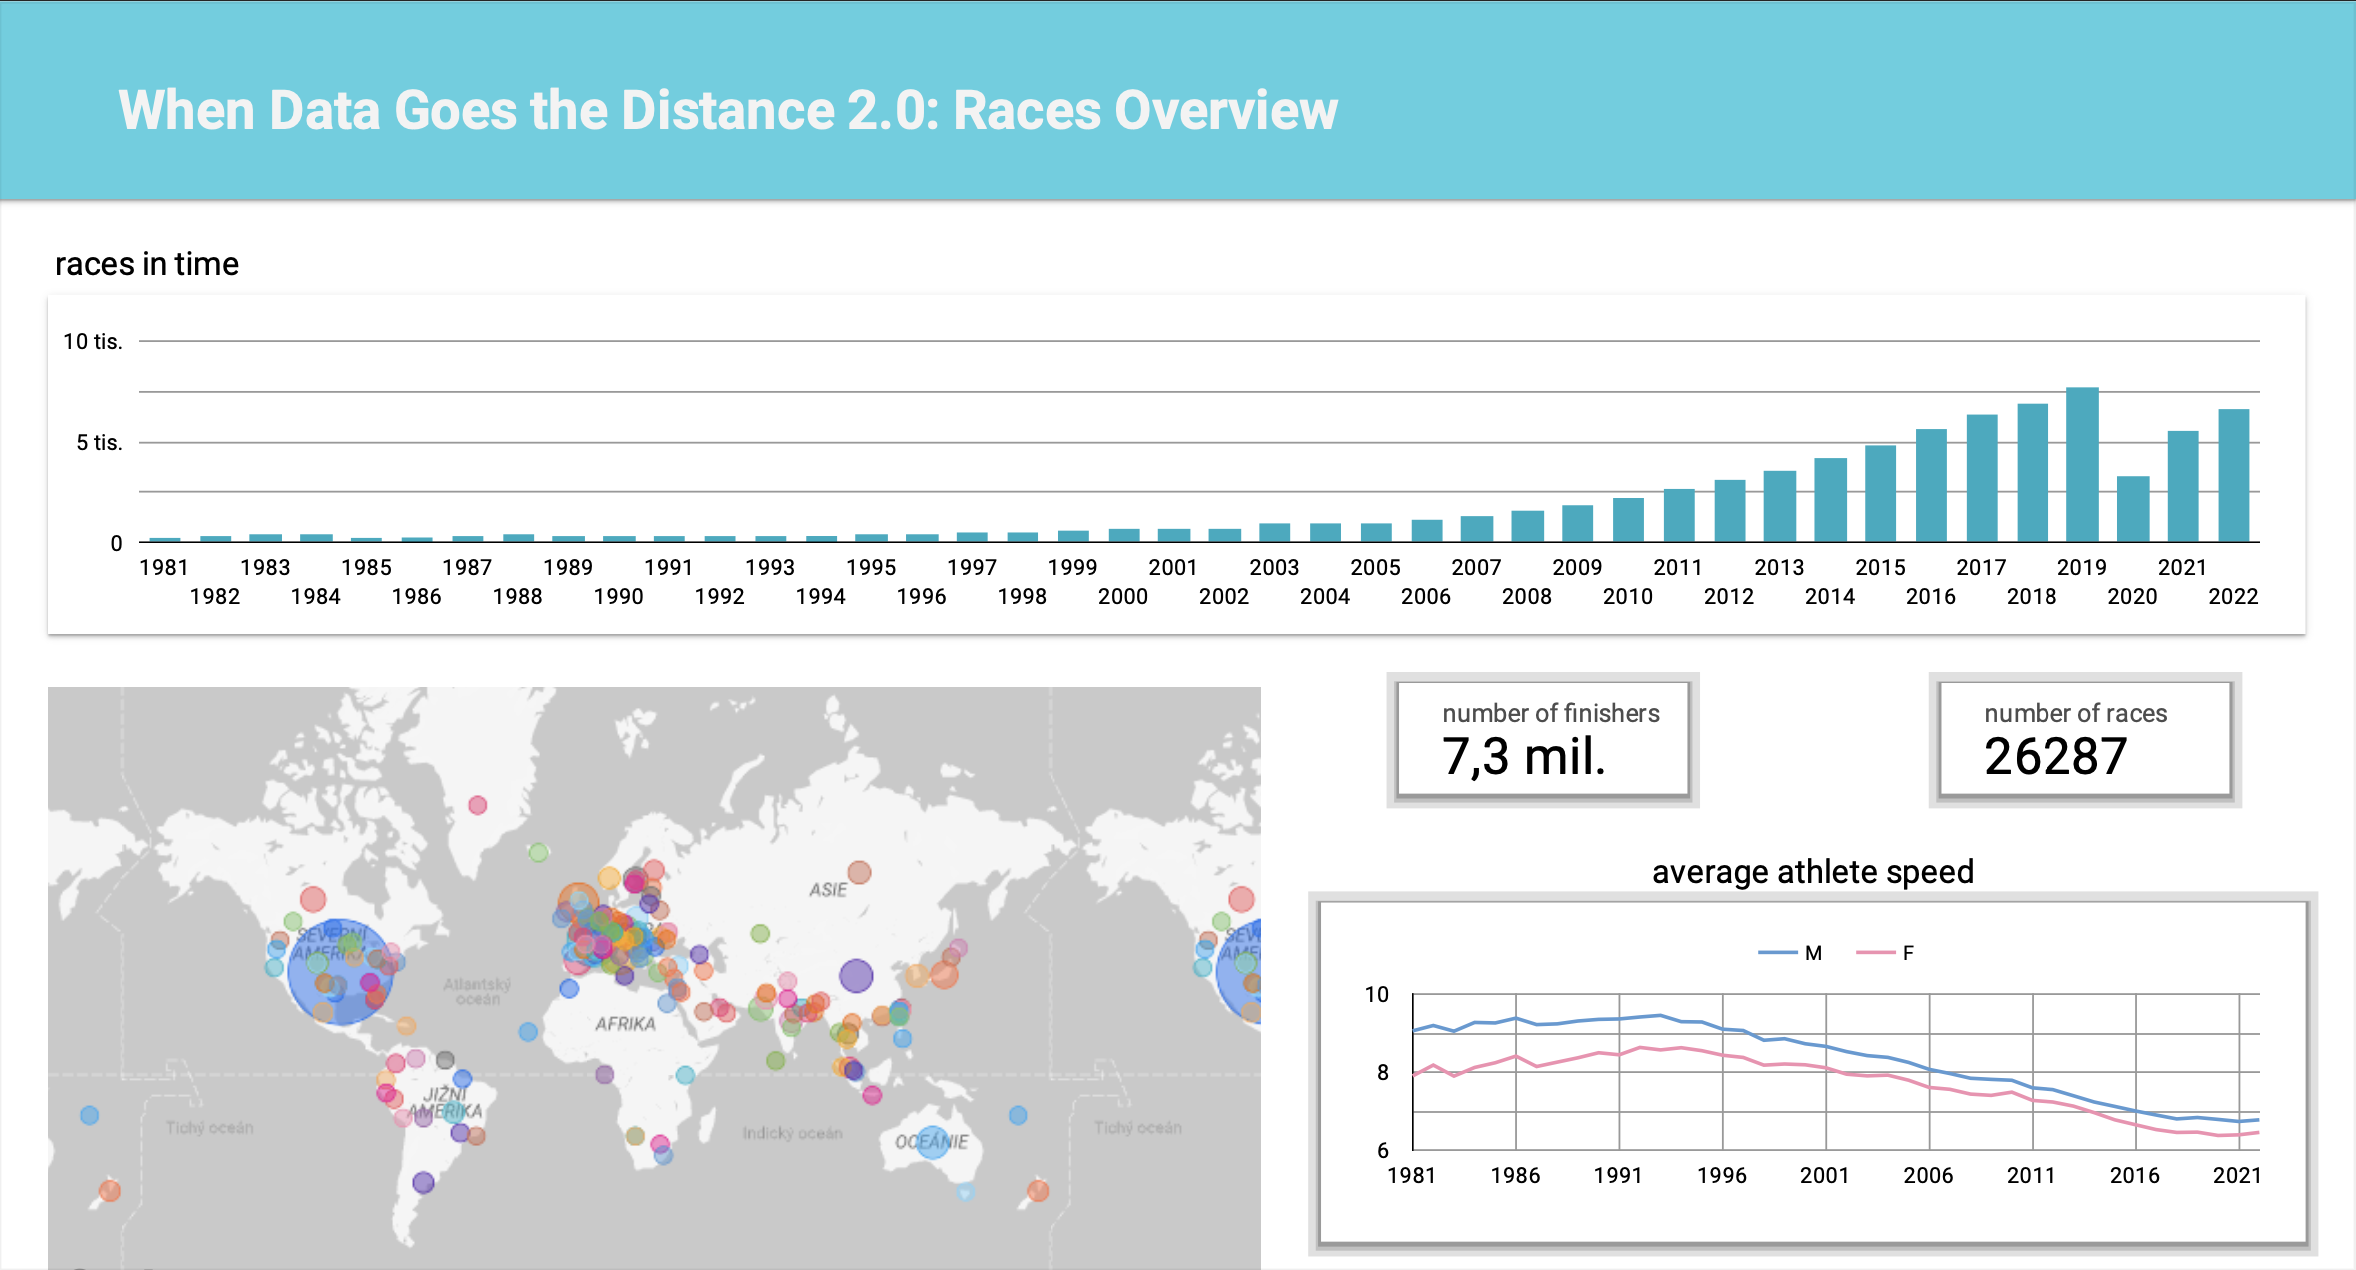 When Data Goes the Distance 2.0: Races Overview
races in time
10 tis.
5 tis.
0
1981 1983 1985 1987 1989 1991 1993 1995 1997 1999 2001 2003 2005 2007 2009 2011 2013 2015 2017 2019 2021
1982 1984 1986 1988 1990 1992 1994 1996 1998 2000 2002 2004 2006 2008 2010 2012 2014 2016 2018 2020 2022
number of finishers
7,3 mil.
number of races
26287
ASIE
SEVERNÍ
AMERIKA
Atlantský
oceán
AFRIKA
JIŽNÍ
AMERIKA
Tichý oceán
Indický oceán
OCEÁNIE
Tichý oceán
average athlete speed
M F
10
8
6
1981 1986 1991 1996 2001 2006 2011 2016 2021